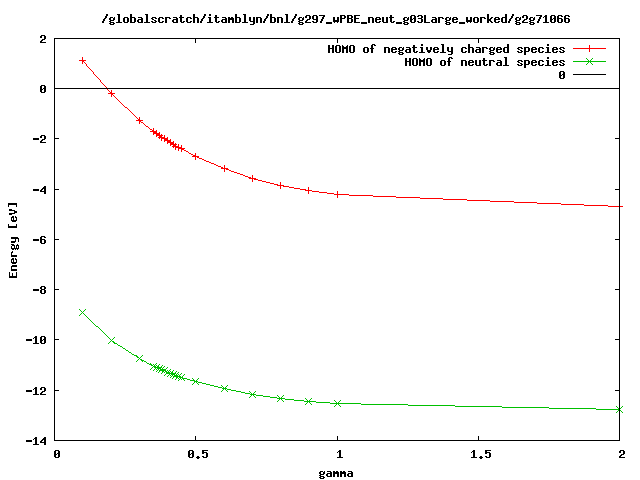 /globalscratch/itamblyn/bnl/g297_wPBE_neut_g03Large_worked/g2g71066
HOMO of negatively charged species
HOMO of neutral species
0
2
0
-2
-4
-6
-8
-10
-12
-14
Energy [eV]
0 0.5 1 1.5 2
gamma